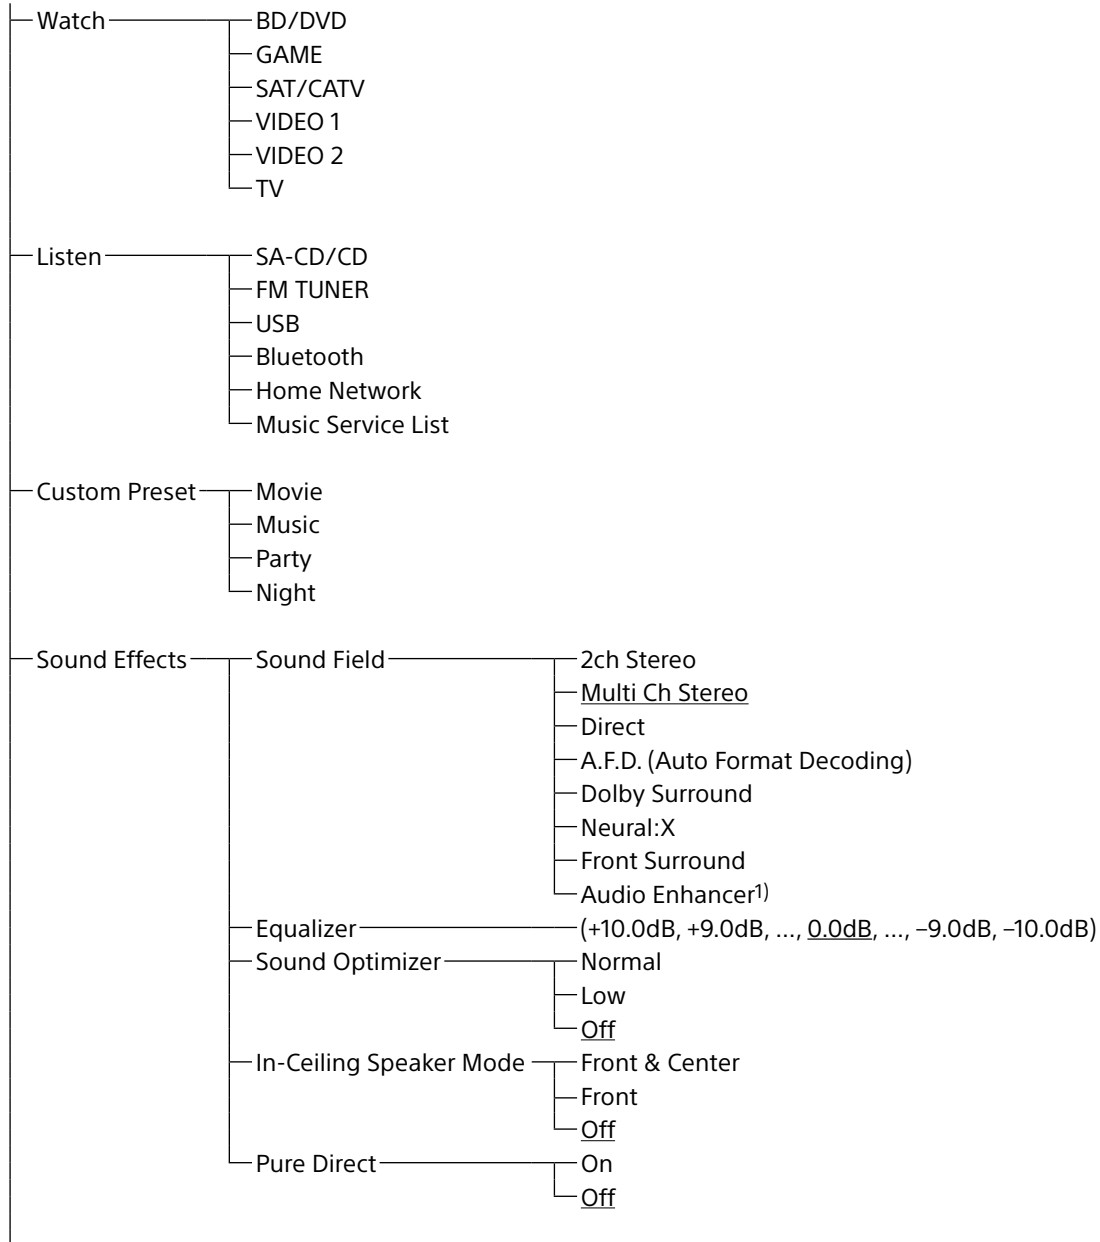 Watch BD/DVD
GAME
SAT/CATV
VIDEO 1
VIDEO 2
TV
Listen SA-CD/CD
FM TUNER
USB
Bluetooth
Home Network
Music Service List
Custom Preset Movie
Music
Party
Night
Sound Effects Sound Field 2ch Stereo
Multi Ch Stereo
Direct
A.F.D. (Auto Format Decoding)
Dolby Surround
Neural:X
Front Surround
Audio Enhancer1)
Equalizer (+10.0dB, +9.0dB, ..., 0.0dB, ..., –9.0dB, –10.0dB)
Sound Optimizer Normal
Low
Off
In-Ceiling Speaker Mode Front & Center
Front
Off
Pure Direct On
Off